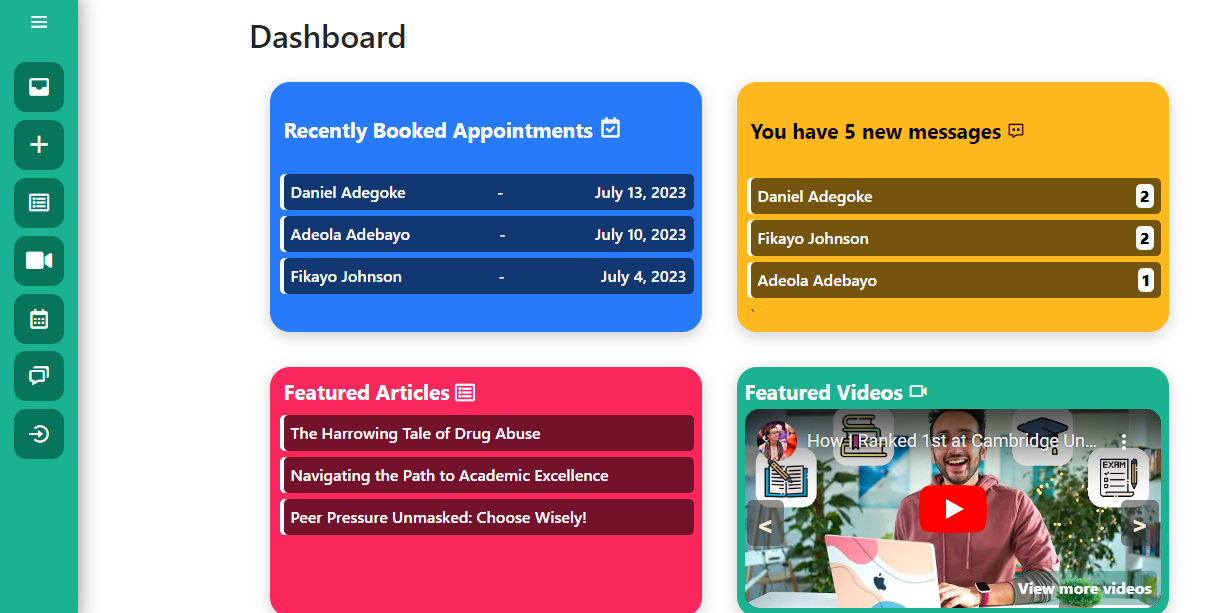 Dashboard
Recently Booked Appointments
Daniel Adegoke - July 13, 2023
Adeola Adebayo - July 10, 2023
Fikayo Johnson - July 4, 2023
You have 5 new messages
Daniel Adegoke 2
Fikayo Johnson 2
Adeola Adebayo 1
`
Featured Articles
The Harrowing Tale of Drug Abuse
Navigating the Path to Academic Excellence
Peer Pressure Unmasked: Choose Wisely!
Featured Videos
How I Ranked 1st at Cambridge Un...
EXAM
< >
View more videos